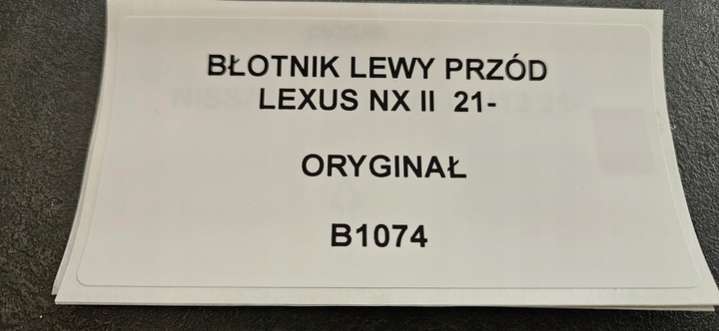 BŁOTNIK LEWY PRZÓD
LEXUS NX II 21-
ORYGINAŁ
B1074